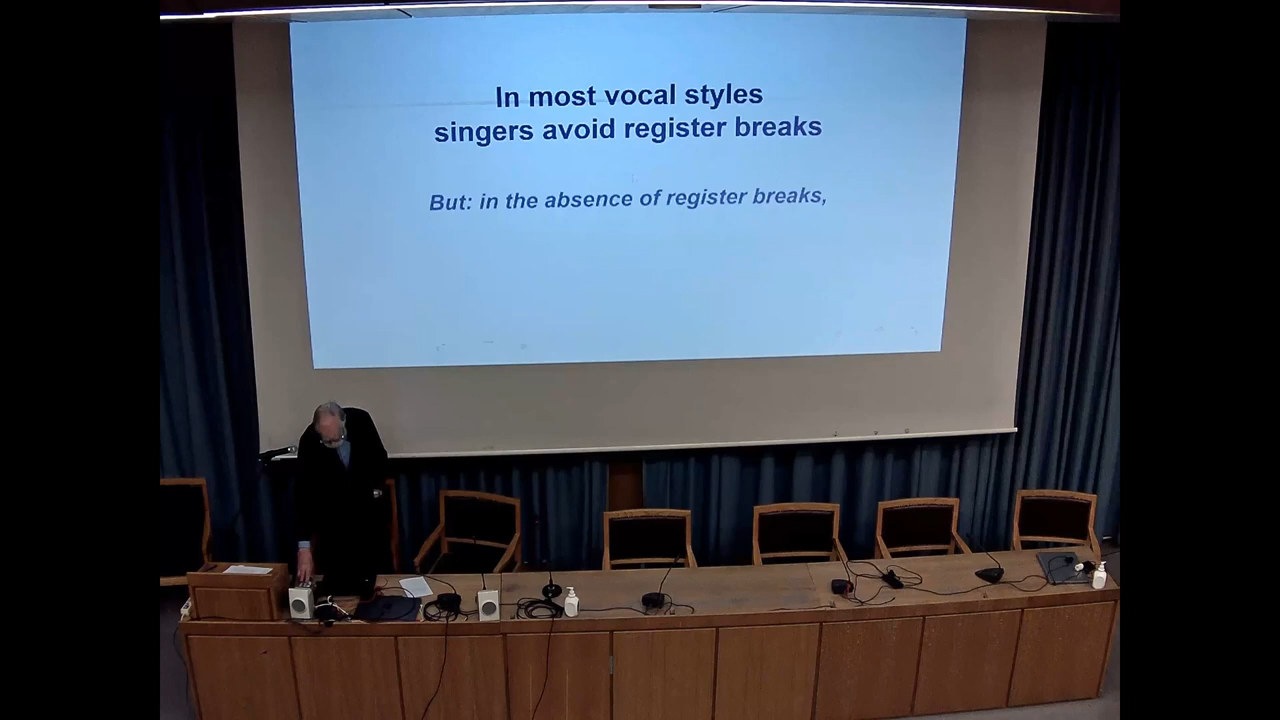 In most vocal styles
singers avoid register breaks
But: in the absence of register breaks,